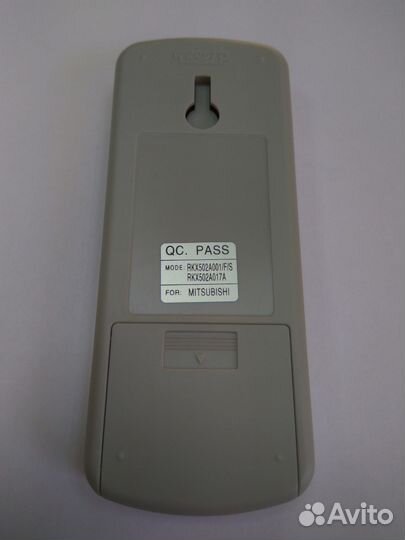 QC. PASS
MODE: RKX502A001/F/S
RKX502A017A
FOR: MITSUBISHI
Avito